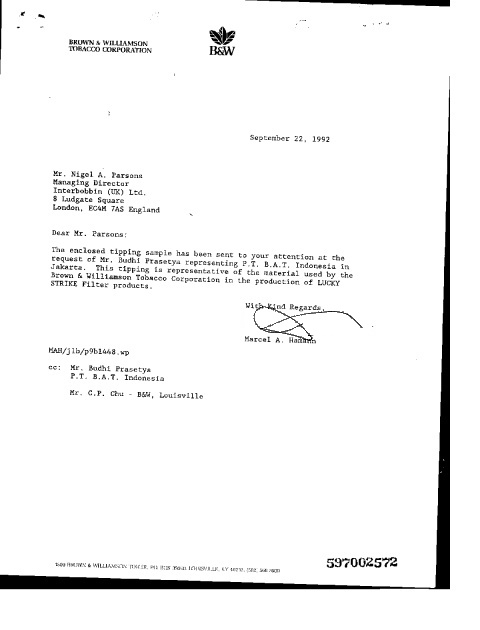 BROWN & WILLIAMSON
TOBACCO CORPORATION
B&W
September 22, 1992
Mr. Nigel A. Parsons
Managing Director
Interbobbin (UK) Ltd.
8 Ludgate Square
London, EC4M 7AS England
Dear Mr. Parsons:
The enclosed tipping sample has been sent to your attention at the
request of Mr. Budhi Prasetya representing P.T. B.A.T. Indonesia in
Jakarta. This tipping is representative of the material used by the
Brown & Williamson Tobacco Corporation in the production of LUCKY
STRIKE Filter products.
With Kind Regards,
Marcel A. Hamann
MAH/jlb/p9b1448.wp
cc: Mr. Budhi Prasetya
P.T. B.A.T. Indonesia
Mr. C.P. Chu - B&W, Louisville
BROWN & WILLIAMSON TOWER, LOUISVILLE, KY
597002572